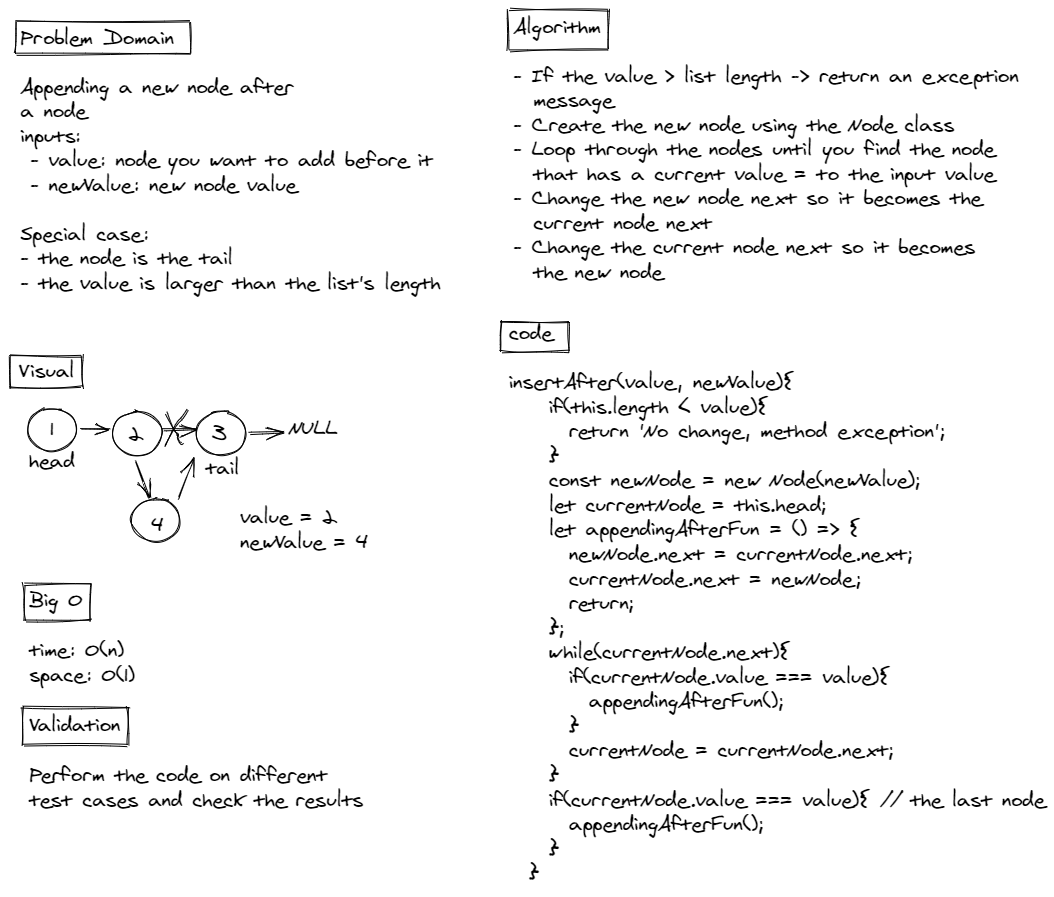 Problem Domain
Appending a new node after
a node
inputs:
- value: node you want to add before it
- newValue: new node value
Special case:
- the node is the tail
- the value is larger than the list's length
Visual
1
2
3
NULL
head
tail
4
value = 2
newValue = 4
Big O
time: O(n)
space: O(1)
Validation
Perform the code on different
test cases and check the results
Algorithm
- If the value > list length -> return an exception
message
- Create the new node using the Node class
- Loop through the nodes until you find the node
that has a current value = to the input value
- Change the new node next so it becomes the
current node next
- Change the current node next so it becomes
the new node
code
insertAfter(value, newValue){
if(this.length < value){
return 'No change, method exception';
}
const newNode = new Node(newValue);
let currentNode = this.head;
let appendingAfterFun = () => {
newNode.next = currentNode.next;
currentNode.next = newNode;
return;
};
while(currentNode.next){
if(currentNode.value === value){
appendingAfterFun();
}
currentNode = currentNode.next;
}
if(currentNode.value === value){ // the last node
appendingAfterFun();
}
}